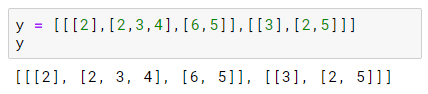 y = [[[2],[2,3,4],[6,5]],[[3],[2,5]]]
y
[[[2], [2, 3, 4], [6, 5]], [[3], [2, 5]]]